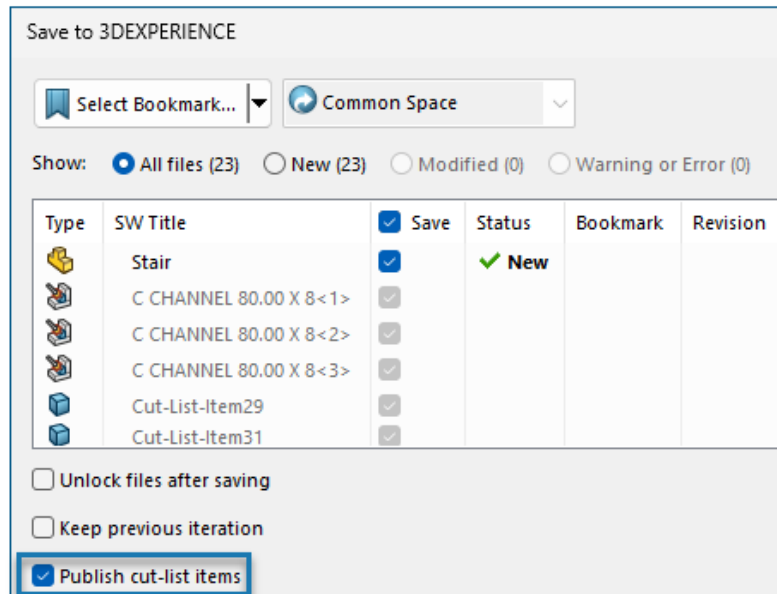 Save to 3DEXPERIENCE
Select Bookmark... Common Space
Show: All files (23) New (23) Modified (0) Warning or Error (0)
Type SW Title Save Status Bookmark Revision
Stair New
C CHANNEL 80.00 X 8<1>
C CHANNEL 80.00 X 8<2>
C CHANNEL 80.00 X 8<3>
Cut-List-Item29
Cut-List-Item31
Unlock files after saving
Keep previous iteration
Publish cut-list items